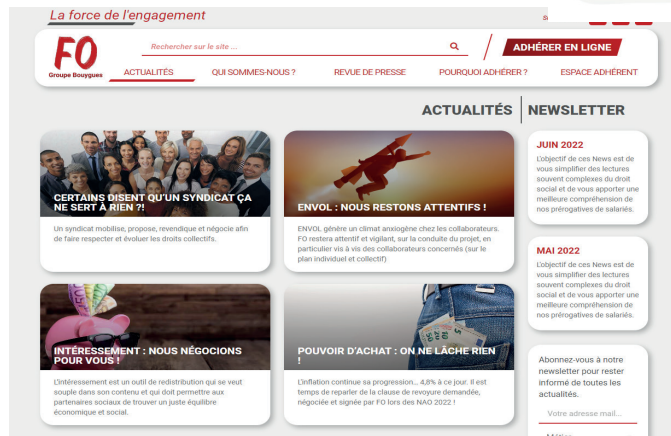 La force de l'engagement
FO
Groupe Bouygues
Rechercher sur le site ...
ADHÉRER EN LIGNE
ACTUALITÉS
QUI SOMMES-NOUS ?
REVUE DE PRESSE
POURQUOI ADHÉRER ?
ESPACE ADHÉRENT
ACTUALITÉS
CERTAINS DISENT QU'UN SYNDICAT ÇA
NE SERT À RIEN ?!
Un syndicat mobilise, propose, revendique et négocie afin
de faire respecter et évoluer les droits collectifs.
ENVOL : NOUS RESTONS ATTENTIFS !
ENVOL génère un climat anxiogène chez les collaborateurs.
FO restera attentif et vigilant, sur la conduite du projet, en
particulier vis à vis des collaborateurs concernés (sur le
plan individuel et collectif)
INTÉRESSEMENT : NOUS NÉGOCIONS
POUR VOUS !
L'intéressement est un outil de redistribution qui se veut
souple dans son contenu et qui doit permettre aux
partenaires sociaux de trouver un juste équilibre
économique et social.
POUVOIR D'ACHAT : ON NE LÂCHE RIEN
!
L'inflation continue sa progression... 4,8% à ce jour. Il est
temps de reparler de la clause de revoyure demandée,
négociée et signée par FO lors des NAO 2022 !
NEWSLETTER
JUIN 2022
L'objectif de ces News est de
vous simplifier des lectures
souvent complexes du droit
social et de vous apporter une
meilleure compréhension de
nos prérogatives de salariés.
MAI 2022
L'objectif de ces News est de
vous simplifier des lectures
souvent complexes du droit
social et de vous apporter une
meilleure compréhension de
nos prérogatives de salariés.
Abonnez-vous à notre
newsletter pour rester
informé de toutes les
actualités.
Votre adresse mail...